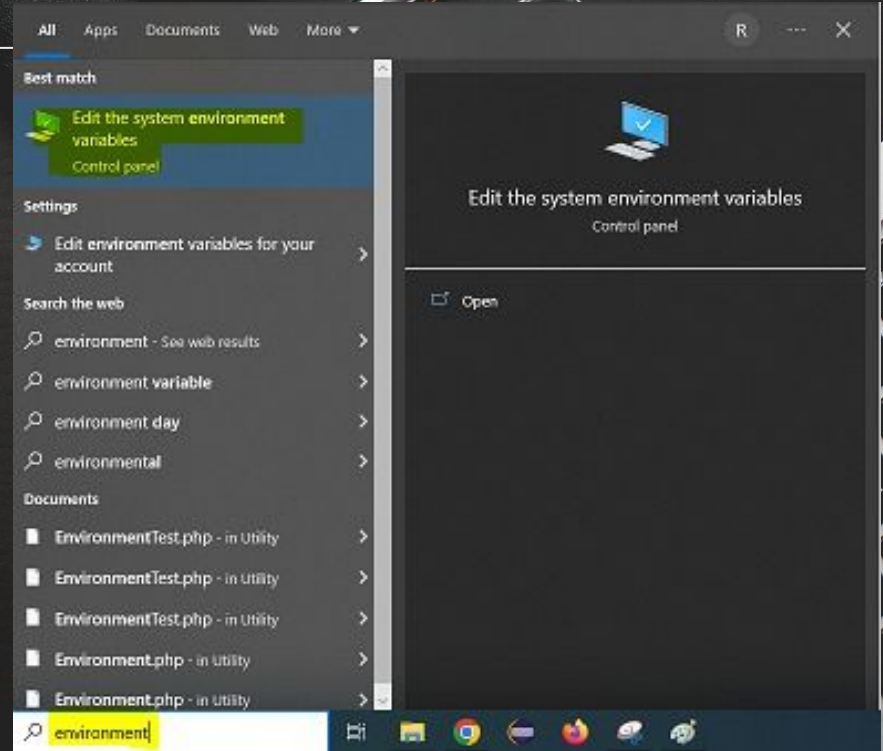 All Apps Documents Web More
R
Best match
Edit the system environment
variables
Control panel
Settings
Edit environment variables for your
account
Search the web
environment - See web results
environment variable
environment day
environmental
Documents
EnvironmentTest.php - in Utility
EnvironmentTest.php - in Utility
EnvironmentTest.php - in Utility
Environment.php - in Utility
Environment.php - in Utility
environment
Edit the system environment variables
Control panel
Open